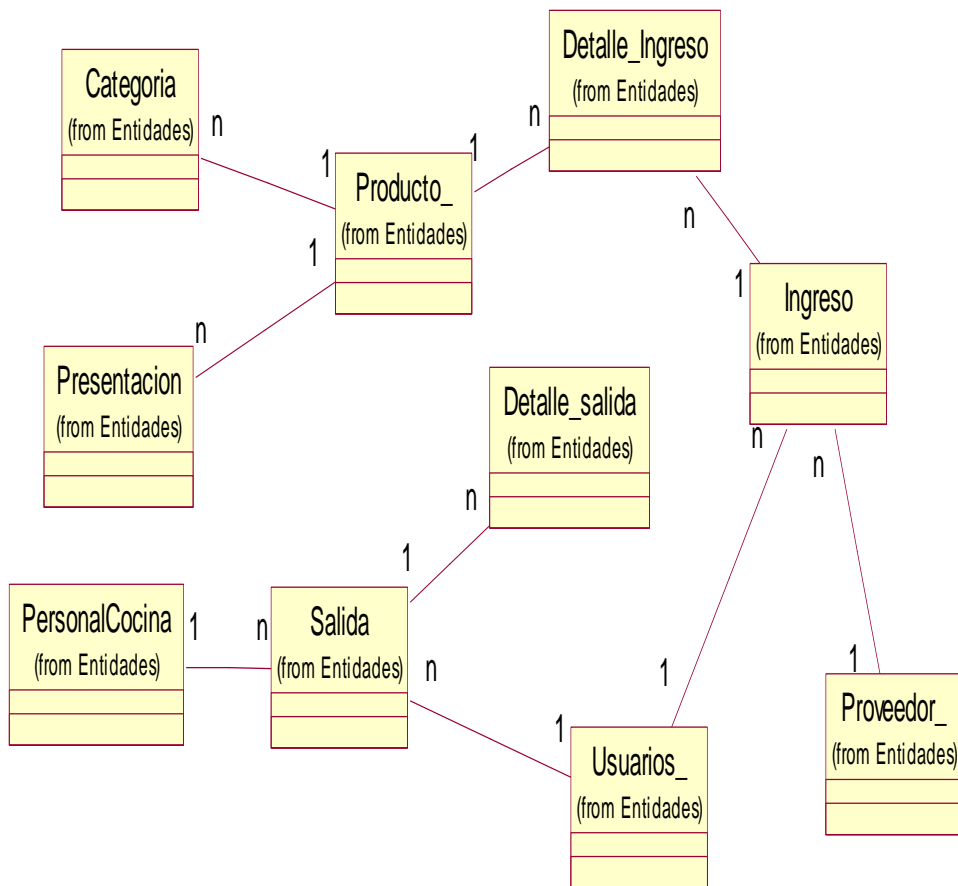 Detalle_Ingreso
(from Entidades)
Categoria
(from Entidades)
n
n
1
1
Producto_
(from Entidades)
1
n
n
1
Ingreso
(from Entidades)
Presentacion
(from Entidades)
Detalle_salida
(from Entidades)
n
n
n
1
PersonalCocina
(from Entidades)
1
n
Salida
(from Entidades)
n
1
1
1
Usuarios_
(from Entidades)
Proveedor_
(from Entidades)